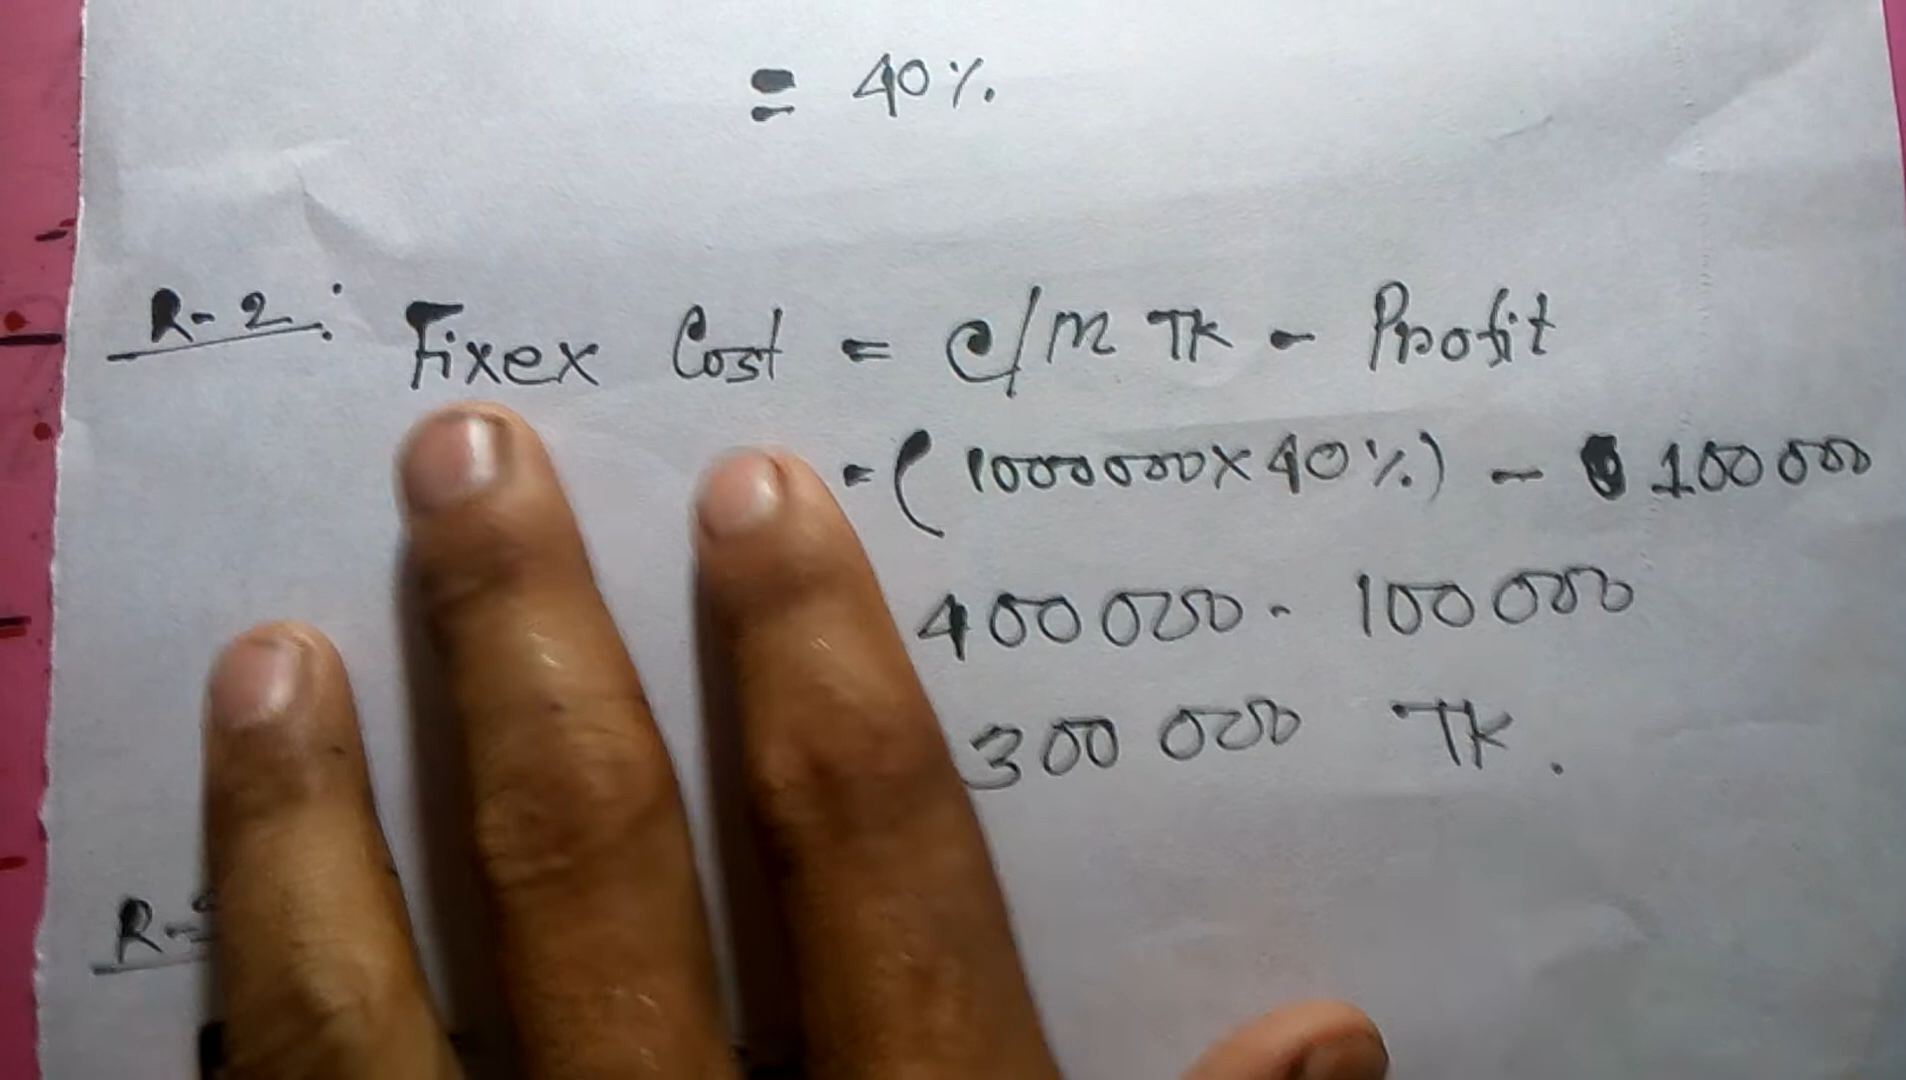 = 40%.
R-2: Fixex Cost = C/M TK - Profit
= (1000000 x 40%.) - 100000
400000 - 100000
300000 TK.
R-